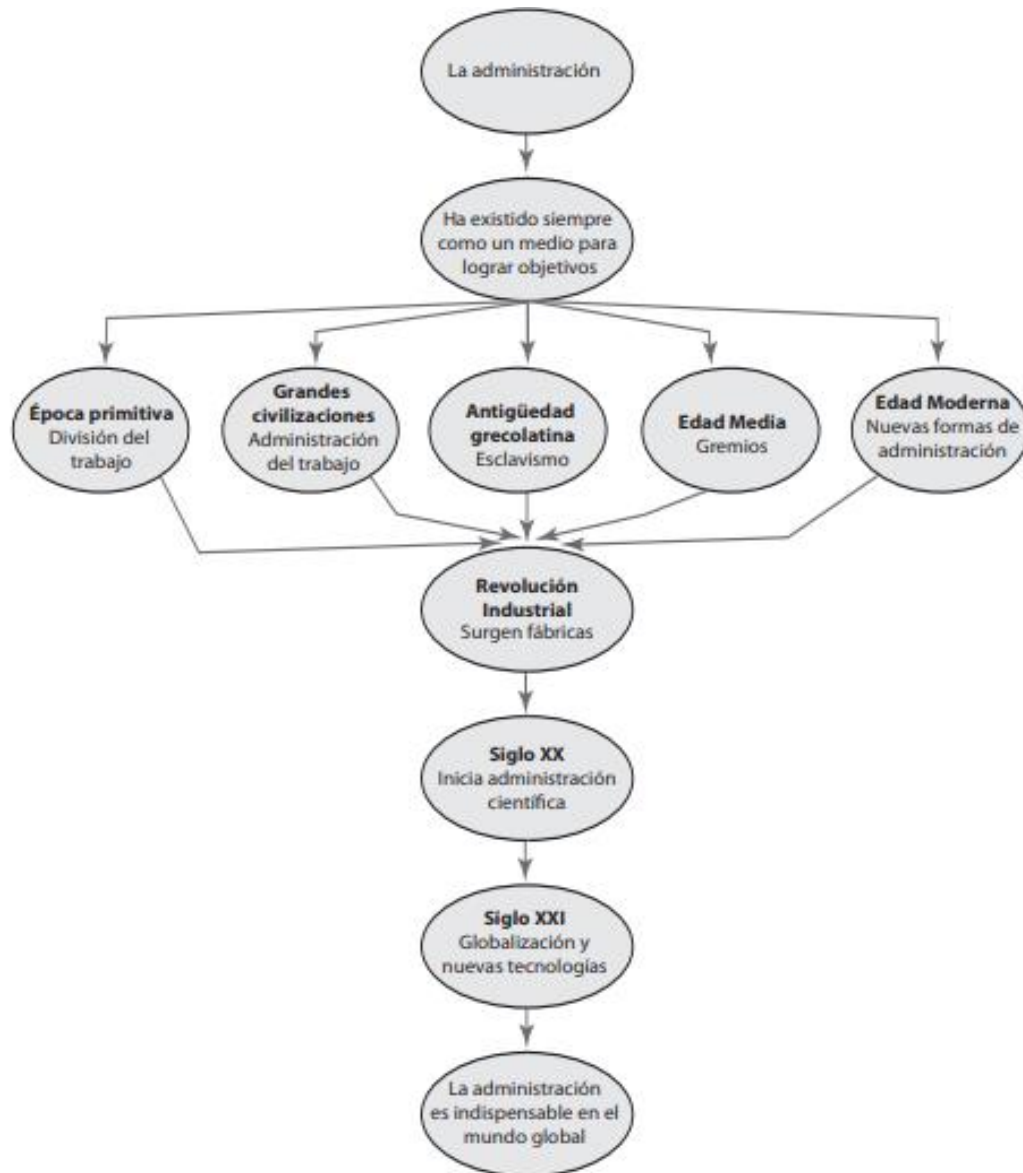 La administración
Ha existido siempre
como un medio para
lograr objetivos
Época primitiva
División del
trabajo
Grandes
civilizaciones
Administración
del trabajo
Antigüedad
grecolatina
Esclavismo
Edad Media
Gremios
Edad Moderna
Nuevas formas de
administración
Revolución
Industrial
Surgen fábricas
Siglo XX
Inicia administración
científica
Siglo XXI
Globalización y
nuevas tecnologías
La administración
es indispensable en el
mundo global